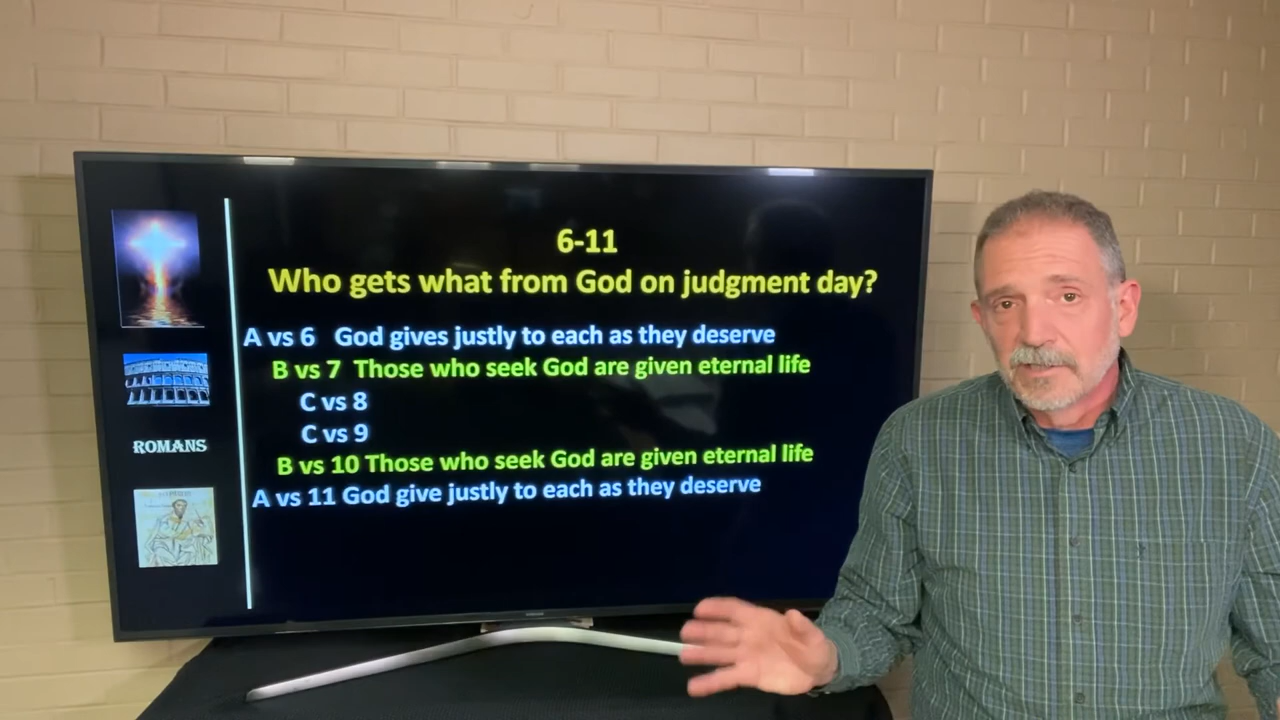 6-11
Who gets what from God on judgment day?
A vs 6 God gives justly to each as they deserve
B vs 7 Those who seek God are given eternal life
C vs 8
C vs 9
B vs 10 Those who seek God are given eternal life
A vs 11 God give justly to each as they deserve
ROMANS